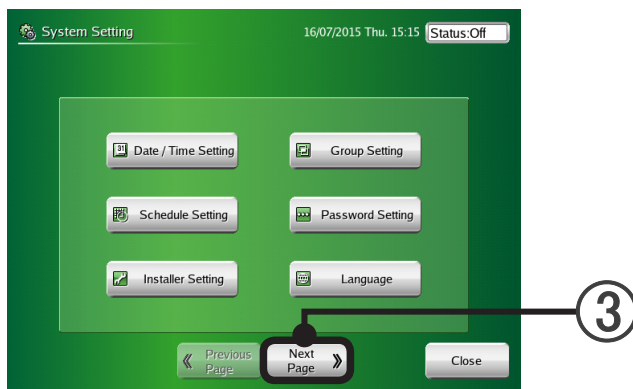 System Setting
16/07/2015 Thu. 15:15 Status:Off
31 Date / Time Setting
Group Setting
Schedule Setting
Password Setting
Installer Setting
Language
Previous
Page
Next
Page
Close
3